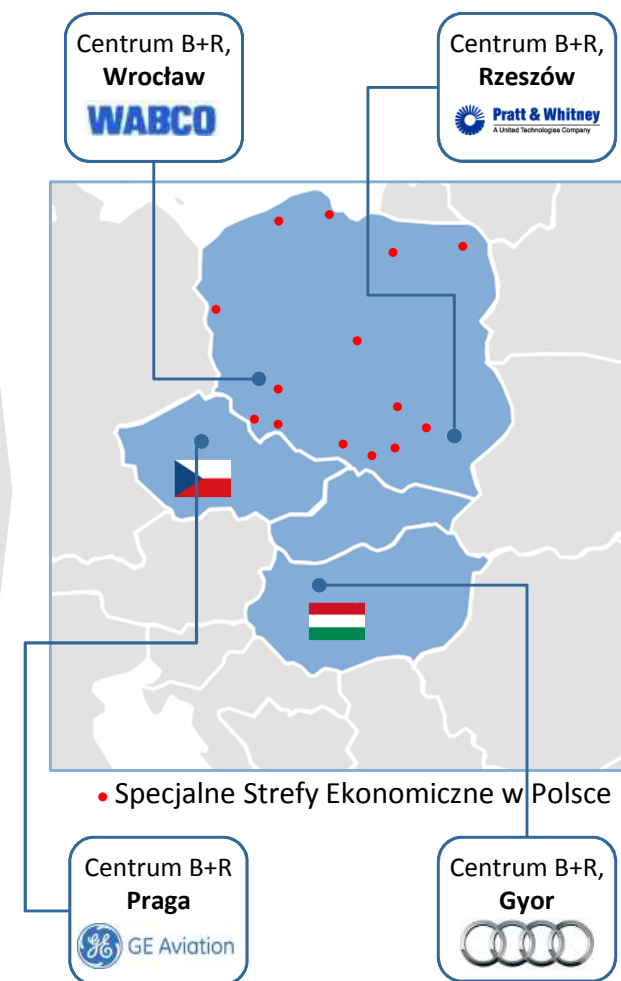 Centrum B+R,
Wrocław
WABCO
Centrum B+R,
Rzeszów
Pratt & Whitney
A United Technologies Company
• Specjalne Strefy Ekonomiczne w Polsce
Centrum B+R
Praga
GE Aviation
Centrum B+R,
Gyor